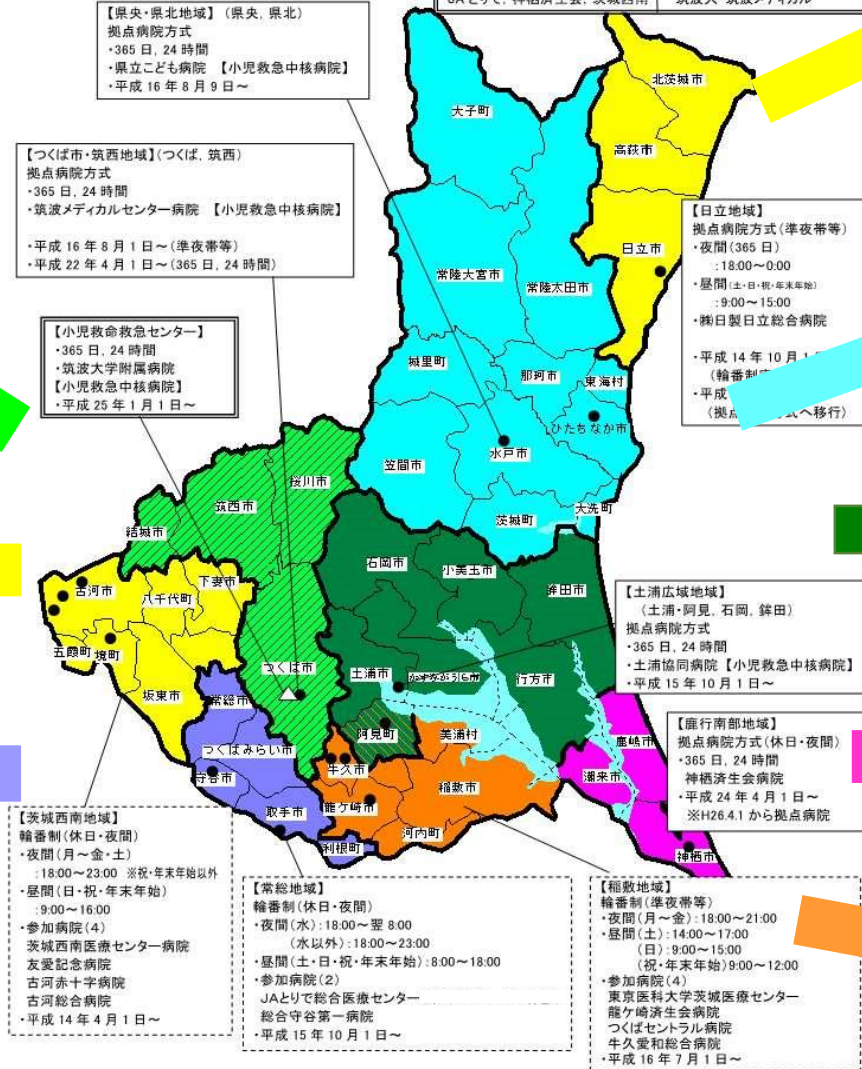 JAとりで, 神栖済生会, 茨城西南
筑波大・筑波メディカル
【県央・県北地域】 (県央, 県北)
拠点病院方式
・365 日, 24 時間
・県立こども病院 【小児救急中核病院】
・平成 16 年 8 月 9 日～
【つくば市・筑西地域】(つくば, 筑西)
拠点病院方式
・365 日, 24 時間
・筑波メディカルセンター病院 【小児救急中核病院】
・平成 16 年 8 月 1 日～(準夜帯等)
・平成 22 年 4 月 1 日～(365 日, 24 時間)
【小児救命救急センター】
・365 日, 24 時間
・筑波大学附属病院
【小児救急中核病院】
・平成 25 年 1 月 1 日～
【日立地域】
拠点病院方式(準夜帯等)
・夜間(365 日)
:18:00～0:00
・昼間(土・日・祝・年末年始)
:9:00～15:00
・㈱日製日立総合病院
・平成 14 年 10 月 1
(輪番制
・平成
(拠点 式へ移行)
北茨城市
大子町
高萩市
日立市
常陸大宮市
常陸太田市
城里町
那珂市
東海村
ひたちなか市
水戸市
笠間市
茨城町
大洗町
桜川市
筑西市
結城市
石岡市
小美玉市
鉾田市
下妻市
古河市
八千代町
五霞町
境町
坂東市
つくば市
土浦市
かすみがうら市
行方市
常総市
阿見町
美浦村
つくばみらい市
守谷市
牛久市
稲敷市
龍ケ崎市
取手市
河内町
利根町
鹿嶋市
潮来市
神栖市
【土浦広域地域】
(土浦・阿見, 石岡, 鉾田)
拠点病院方式
・365 日, 24 時間
・土浦協同病院 【小児救急中核病院】
・平成 15 年 10 月 1 日～
【鹿行南部地域】
拠点病院方式(休日・夜間)
・365 日, 24 時間
神栖済生会病院
・平成 24 年 4 月 1 日～
※H26.4.1 から拠点病院
【茨城西南地域】
輪番制(休日・夜間)
・夜間(月～金・土)
:18:00～23:00 ※祝・年末年始以外
・昼間(日・祝・年末年始)
:9:00～16:00
・参加病院(4)
茨城西南医療センター病院
友愛記念病院
古河赤十字病院
古河総合病院
・平成 14 年 4 月 1 日～
【常総地域】
輪番制(休日・夜間)
・夜間(水):18:00～翌 8:00
(水以外):18:00～23:00
・昼間(土・日・祝・年末年始):8:00～18:00
・参加病院(2)
JAとりで総合医療センター
総合守谷第一病院
・平成 15 年 10 月 1 日～
【稲敷地域】
輪番制(準夜帯等)
・夜間(月～金):18:00～21:00
・昼間(土):14:00～17:00
(日):9:00～15:00
(祝・年末年始)9:00～12:00
・参加病院(4)
東京医科大学茨城医療センター
龍ケ崎済生会病院
つくばセントラル病院
牛久愛和総合病院
・平成 16 年 7 月 1 日～